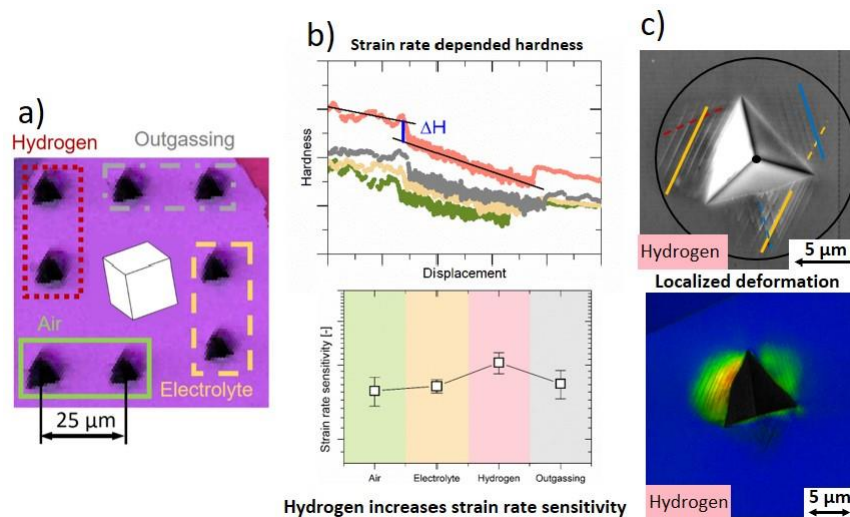 a)
Hydrogen
Outgassing
Air
Electrolyte
25 µm
b)
Strain rate depended hardness
ΔH
Hardness
Displacement
Strain rate sensitivity [-]
Air Electrolyte Hydrogen Outgassing
Hydrogen increases strain rate sensitivity
c)
Hydrogen
5 µm
Localized deformation
Hydrogen
5 µm